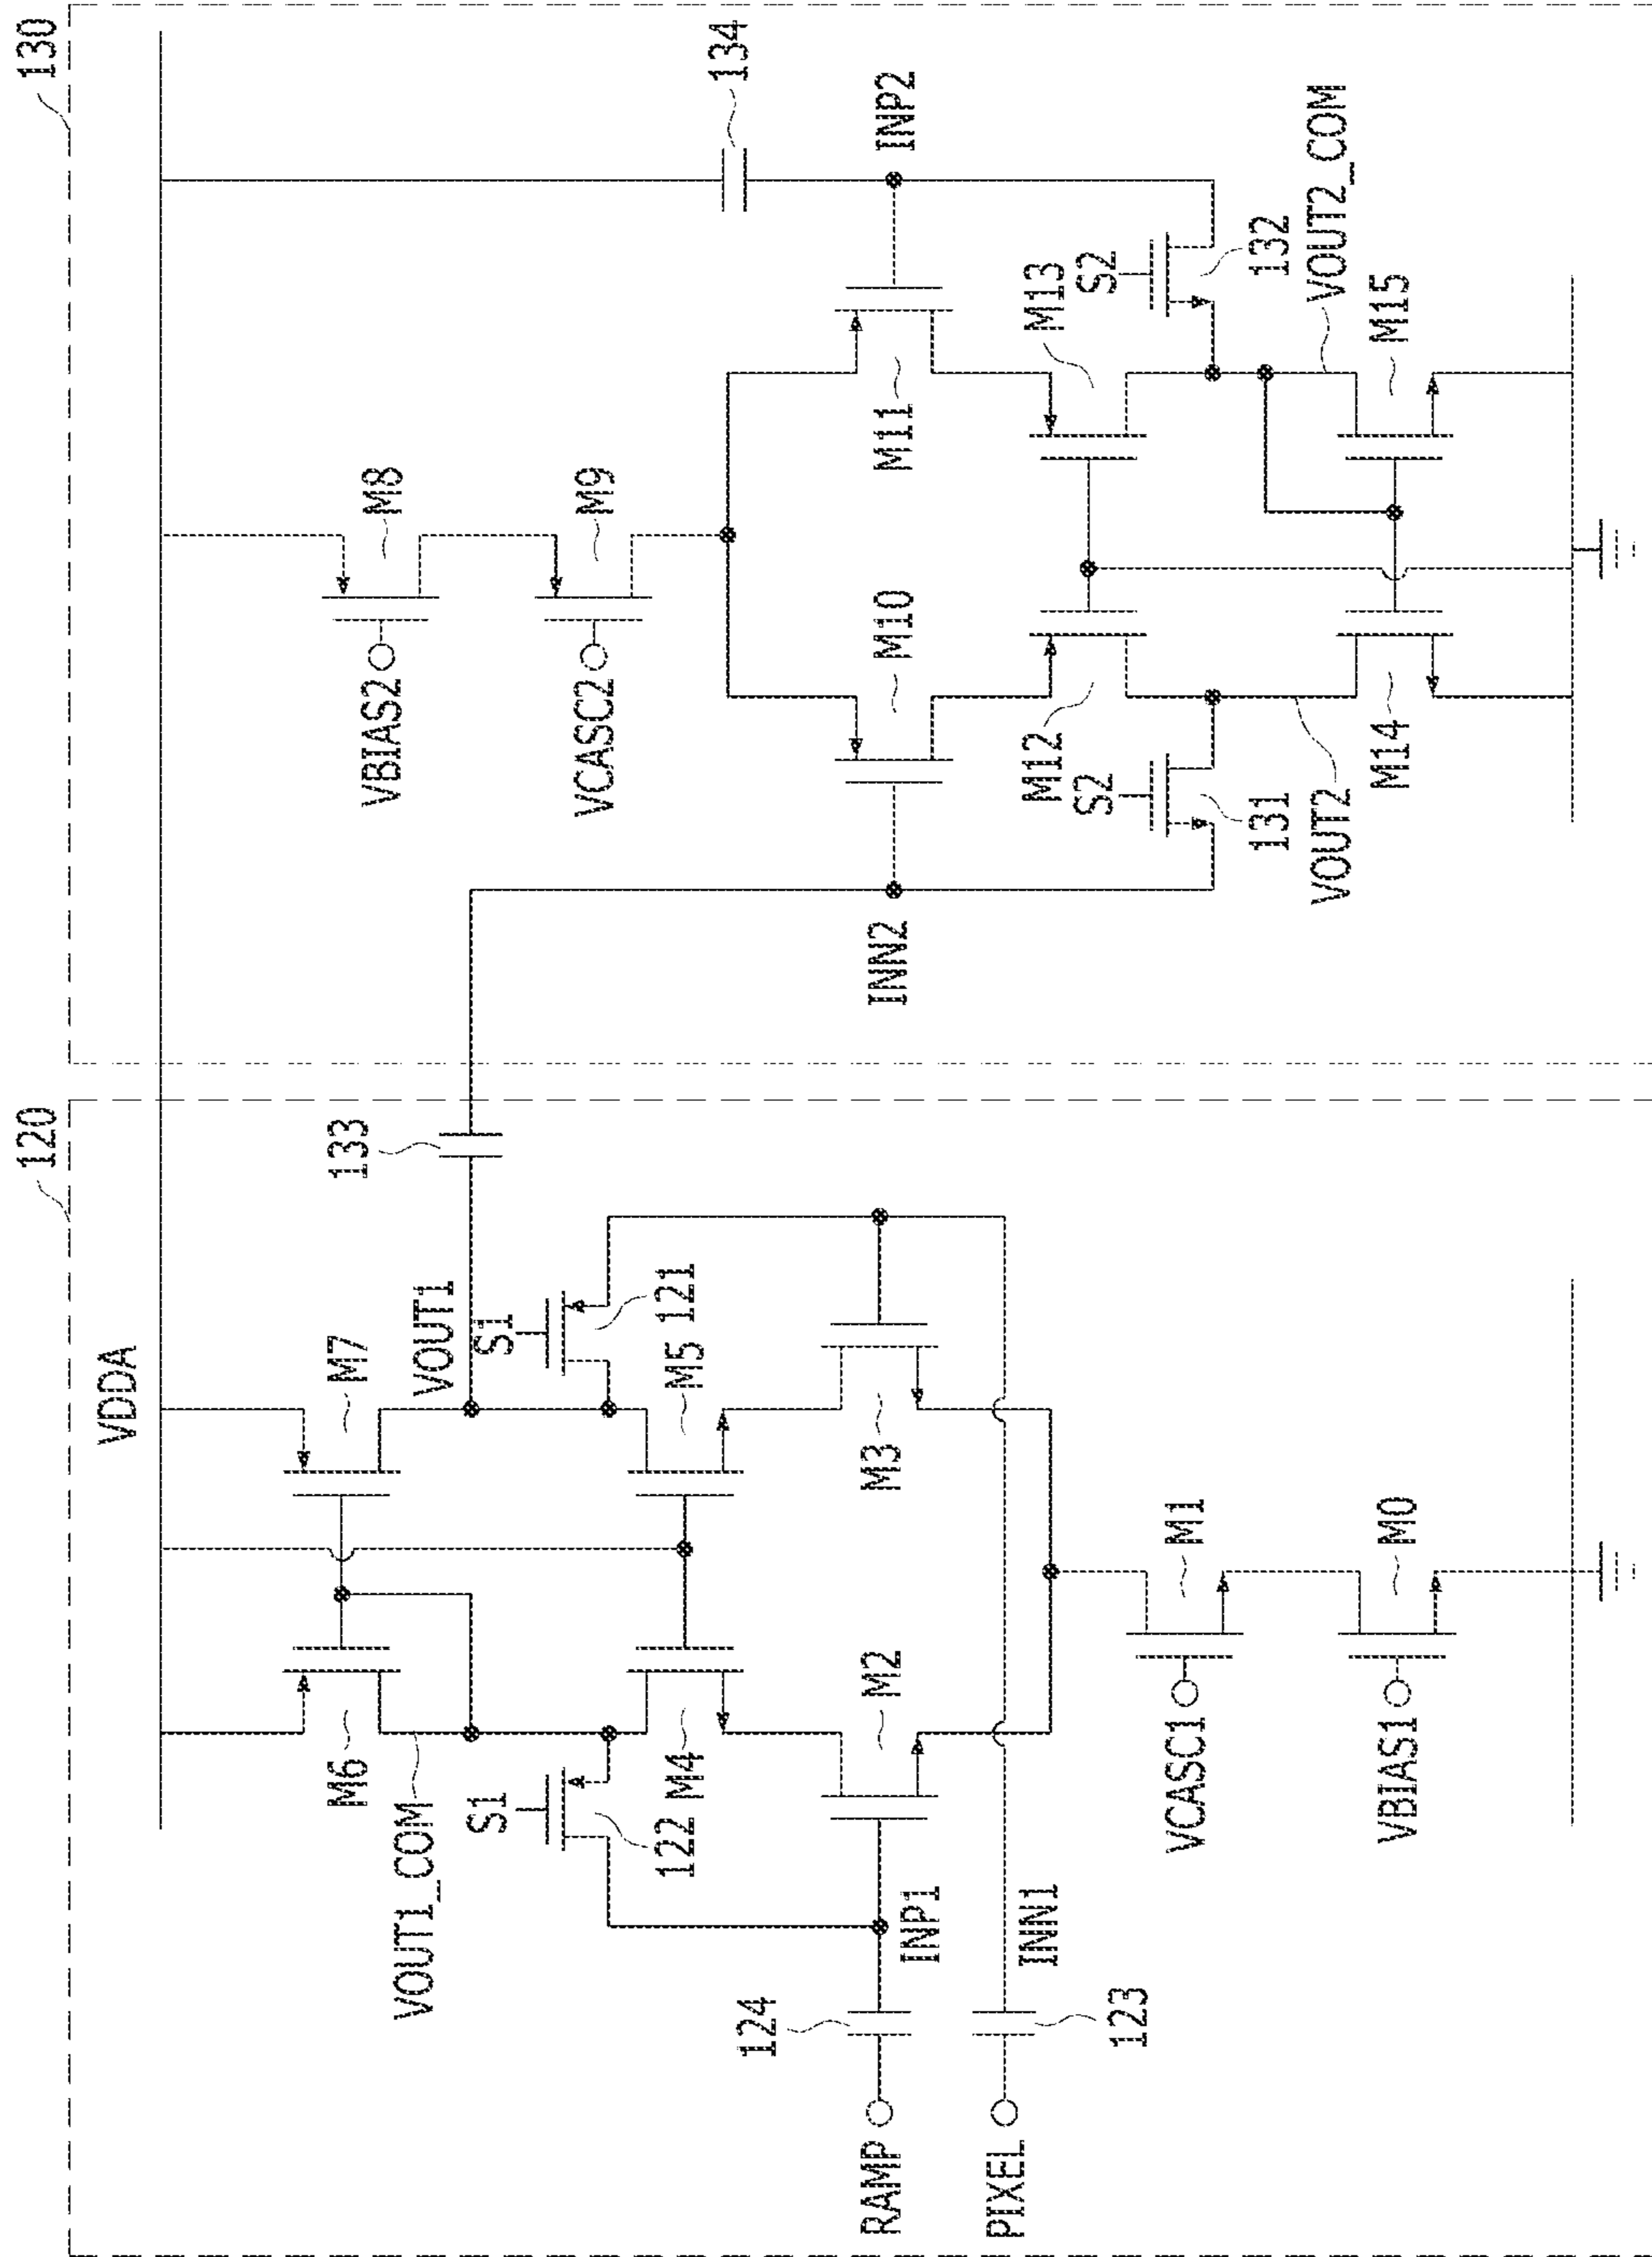 120
130
VDDA
M6
M7
VOUT1_COM
VOUT1
133
S1
S1
122
121
M4
M5
M2
M3
124
RAMP
INP1
PIXEL
INN1
123
VCASC1
M1
VBIAS1
M0
VBIAS2
M8
VCASC2
M9
134
M10
M11
INN2
INP2
M12
M13
S2
S2
131
132
VOUT2
VOUT2_COM
M14
M15